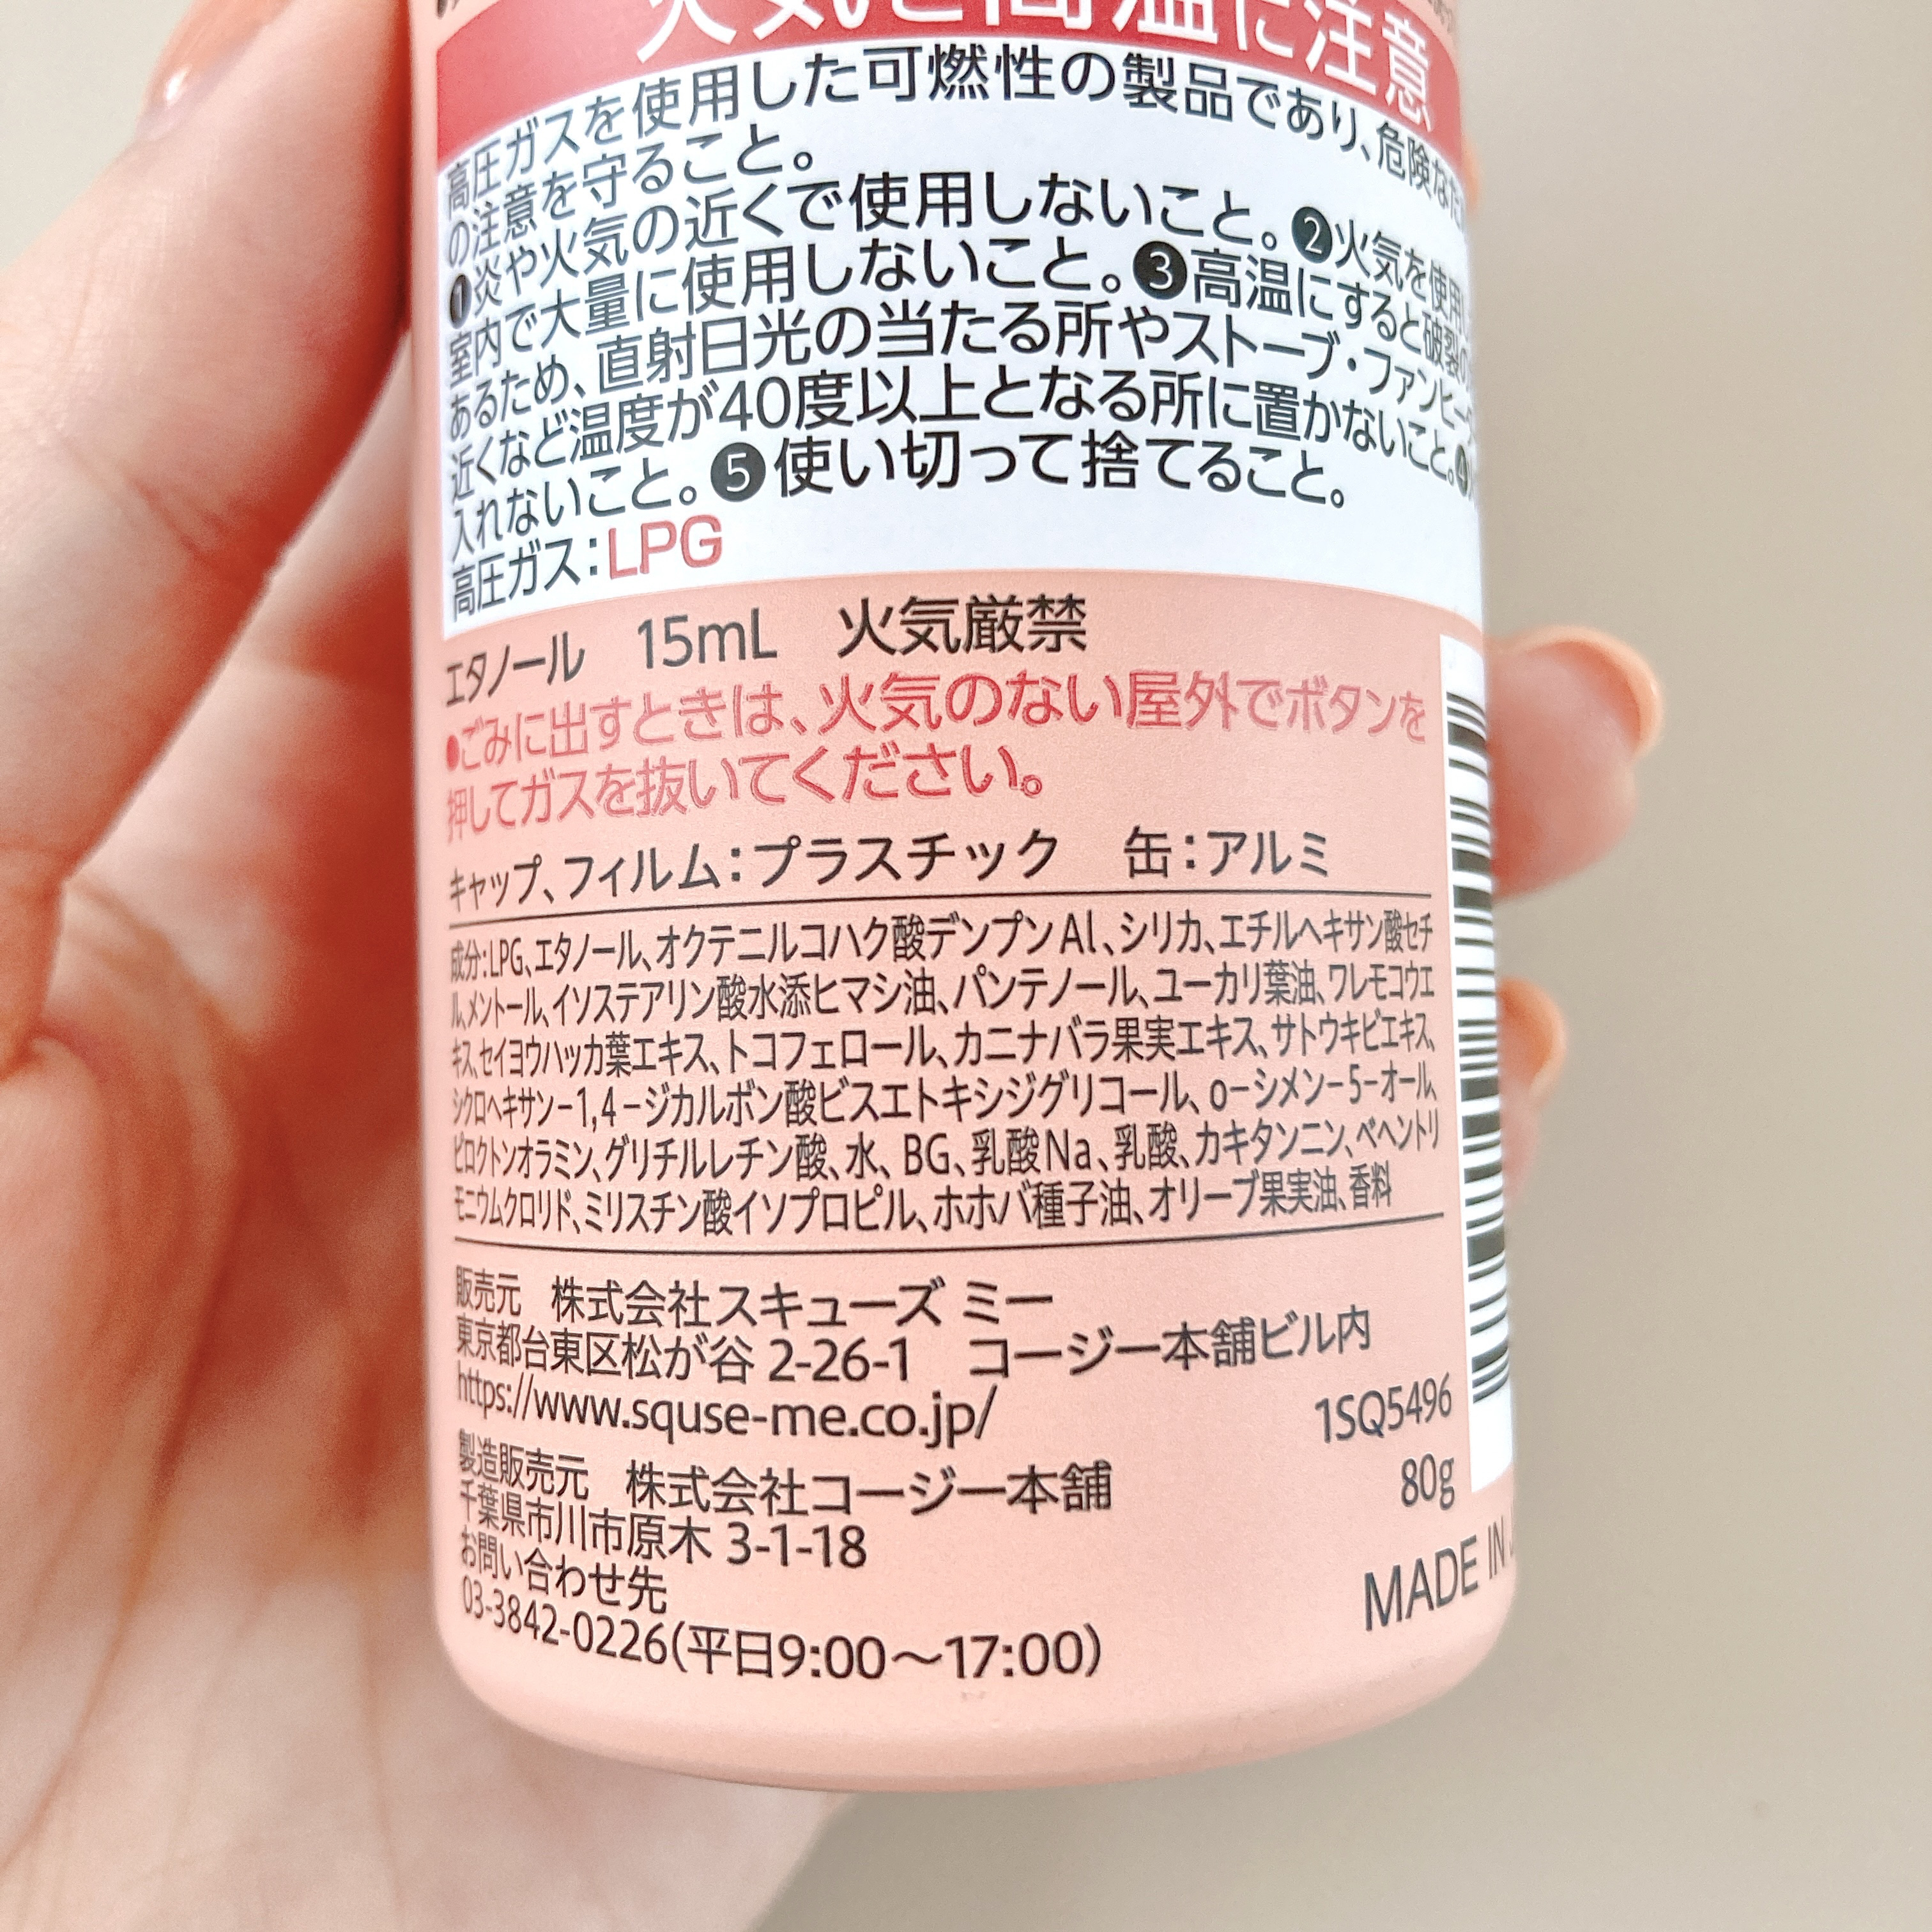 火気と高温に注意
高圧ガスを使用した可燃性の製品であり、危険な
の注意を守ること。
❶炎や火気の近くで使用しないこと。❷火気を使用
室内で大量に使用しないこと。❸高温にすると破裂の
あるため、直射日光の当たる所やストーブ・ファンヒー
近くなど温度が40度以上となる所に置かないこと。❹
入れないこと。❺使い切って捨てること。
高圧ガス：LPG
エタノール 15mL 火気厳禁
●ごみに出すときは、火気のない屋外でボタンを
押してガスを抜いてください。
キャップ、フィルム：プラスチック 缶：アルミ
成分：LPG、エタノール、オクテニルコハク酸デンプンAl、シリカ、エチルヘキサン酸セチ
ル、メントール、イソステアリン酸水添ヒマシ油、パンテノール、ユーカリ葉油、ワレモコウエ
キス、セイヨウハッカ葉エキス、トコフェロール、カニナバラ果実エキス、サトウキビエキス、
シクロヘキサン-1,4-ジカルボン酸ビスエトキシジグリコール、o-シメン-5-オール、
ピロクトンオラミン、グリチルレチン酸、水、BG、乳酸Na、乳酸、カキタンニン、ベヘントリ
モニウムクロリド、ミリスチン酸イソプロピル、ホホバ種子油、オリーブ果実油、香料
販売元 株式会社スキューズ ミー
東京都台東区松が谷 2-26-1 コージー本舗ビル内
https://www.squse-me.co.jp/
1SQ5496
製造販売元 株式会社コージー本舗
80g
千葉県市川市原木 3-1-18
お問い合わせ先
MADE IN
03-3842-0226(平日9:00～17:00)